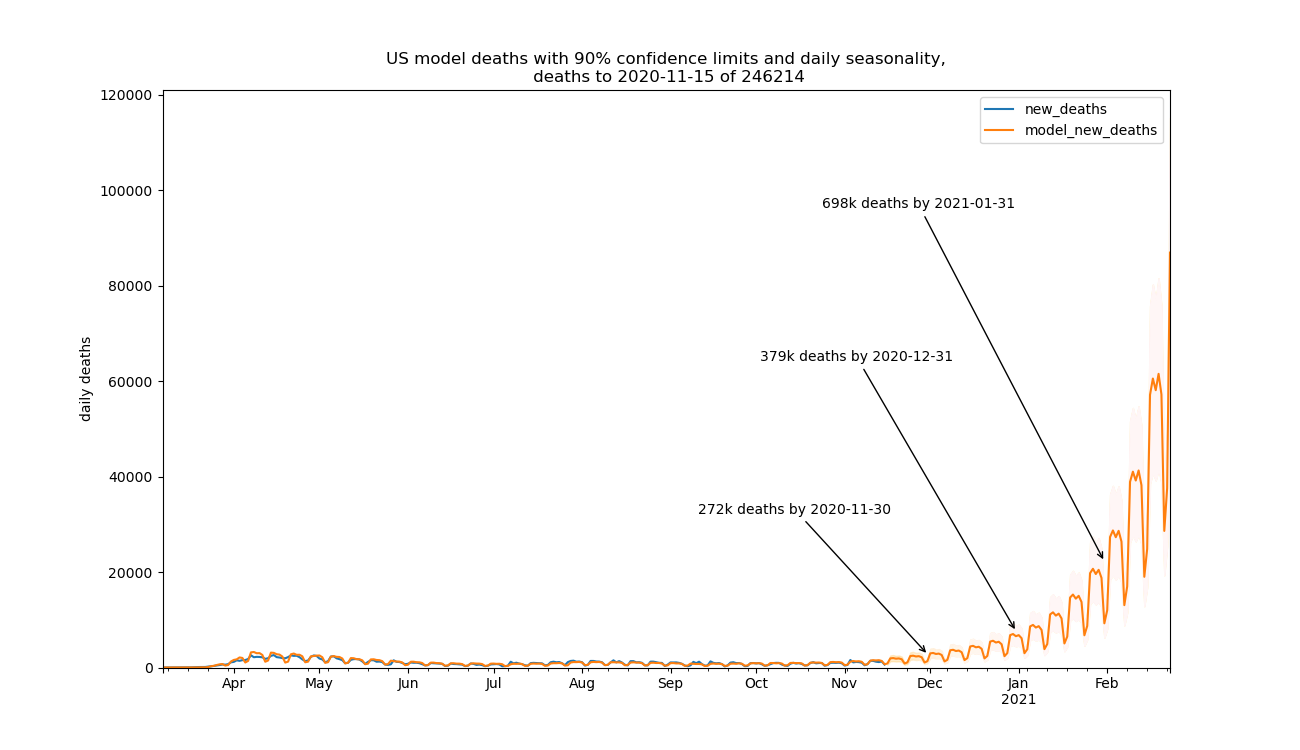 US model deaths with 90% confidence limits and daily seasonality,
deaths to 2020-11-15 of 246214
120000
new_deaths
model_new_deaths
100000
698k deaths by 2021-01-31
80000
379k deaths by 2020-12-31
daily deaths
60000
40000
272k deaths by 2020-11-30
20000
0
Apr May Jun Jul Aug Sep Oct Nov Dec Jan Feb
2021